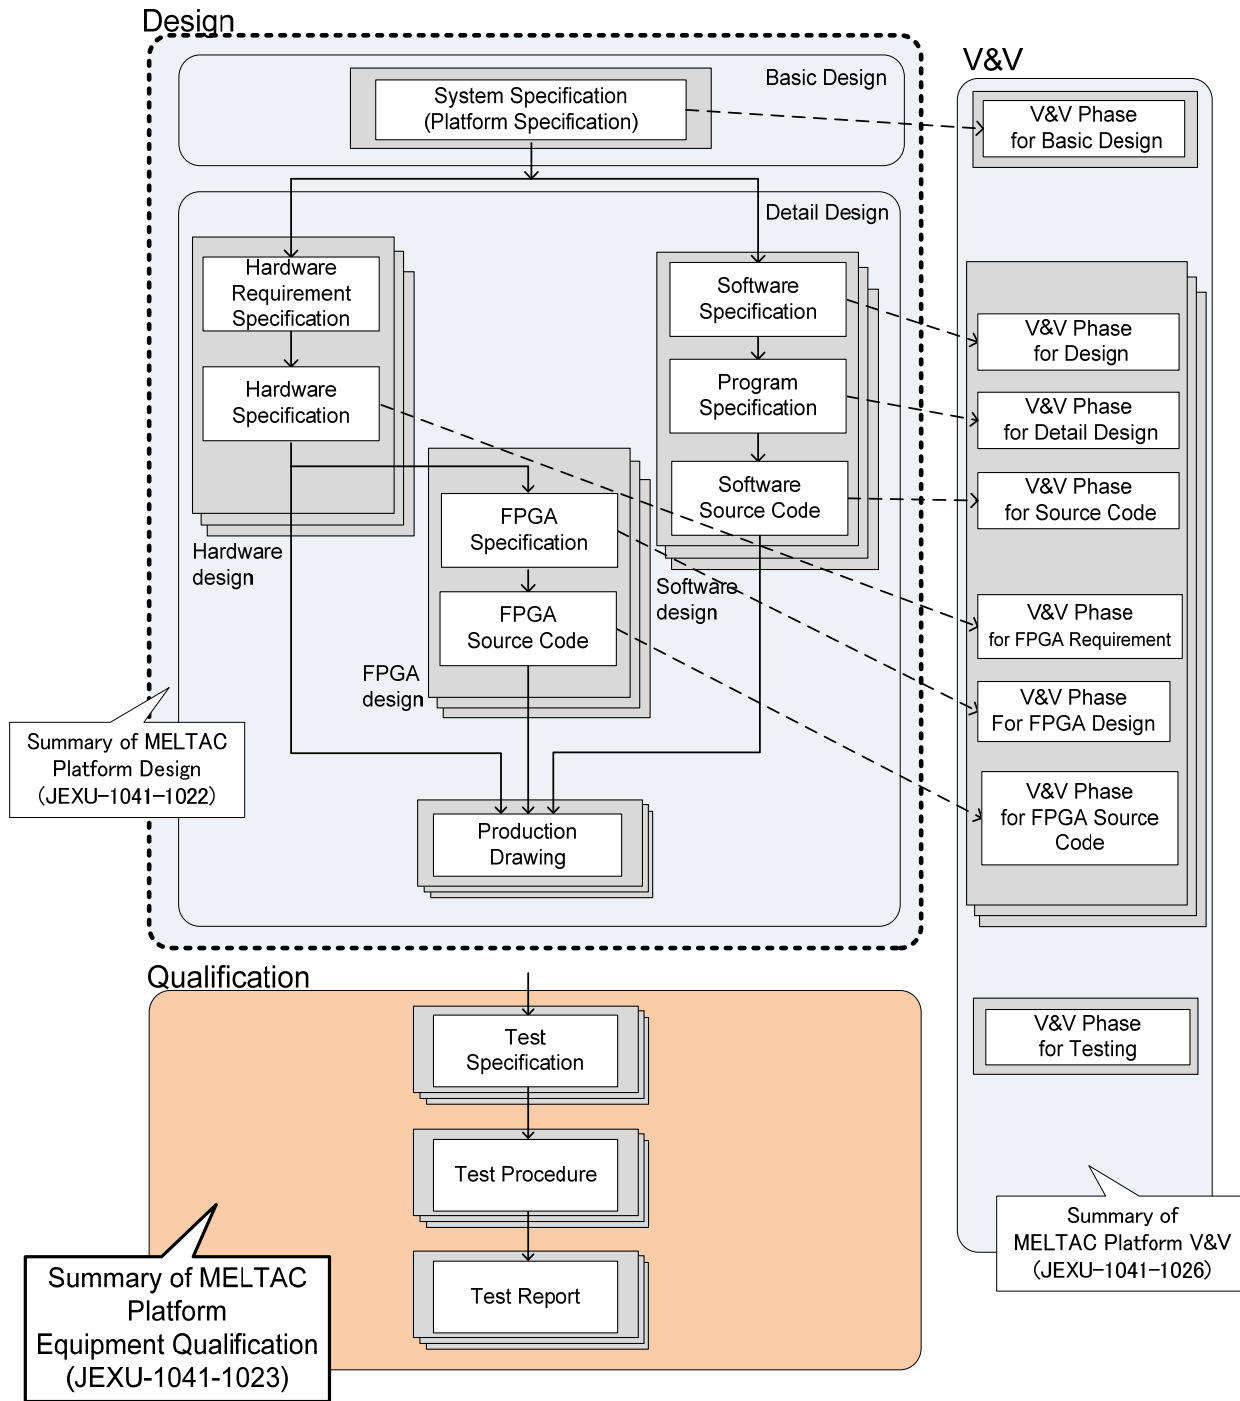 Design
V&V
Basic Design
System Specification
(Platform Specification)
V&V Phase
for Basic Design
Detail Design
Hardware
Requirement
Specification
Hardware
Specification
Hardware
design
Software
Specification
Program
Specification
Software
Source Code
Software
design
FPGA
Specification
FPGA
Source Code
FPGA
design
V&V Phase
for Design
V&V Phase
for Detail Design
V&V Phase
for Source Code
V&V Phase
for FPGA Requirement
V&V Phase
For FPGA Design
V&V Phase
for FPGA Source
Code
Summary of MELTAC
Platform Design
(JEXU-1041-1022)
Production
Drawing
Qualification
Test
Specification
Test Procedure
Test Report
V&V Phase
for Testing
Summary of MELTAC
Platform
Equipment Qualification
(JEXU-1041-1023)
Summary of
MELTAC Platform V&V
(JEXU-1041-1026)